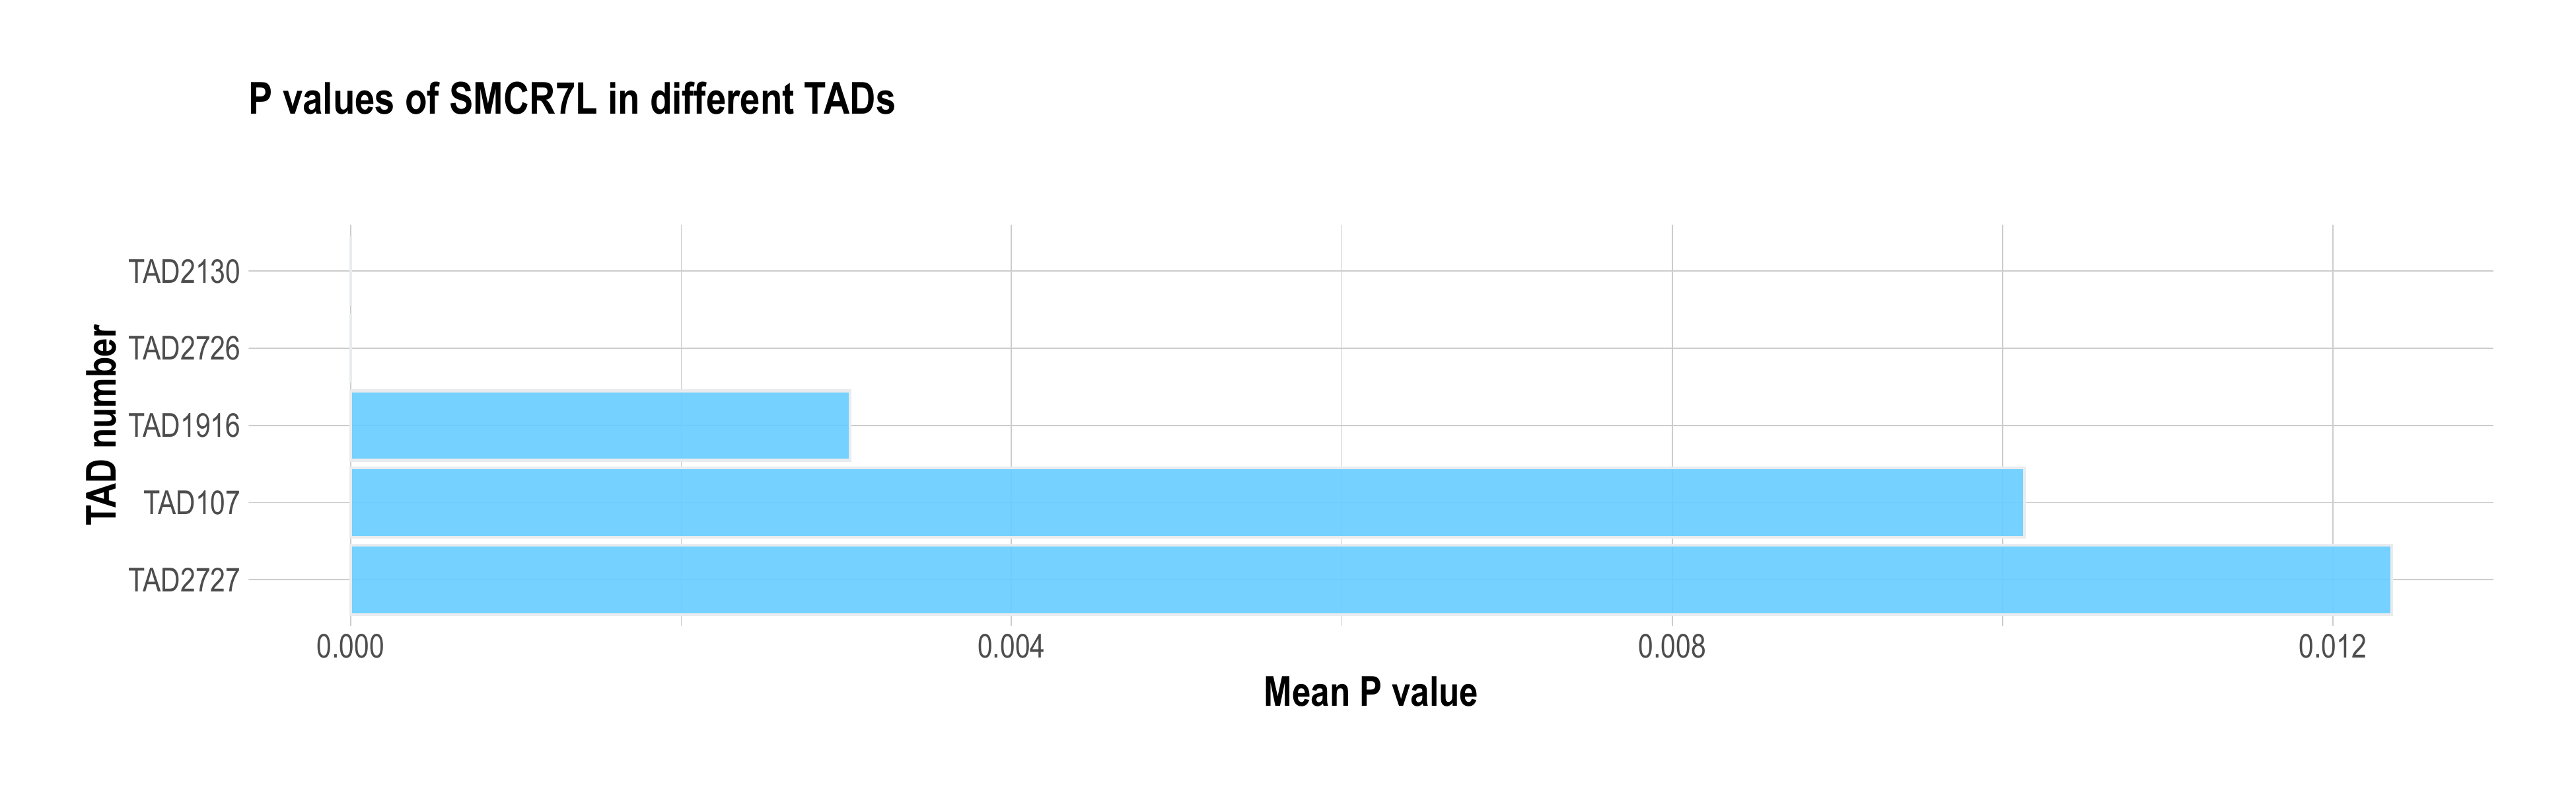 P values of SMCR7L in different TADs
TAD number
TAD2130
TAD2726
TAD1916
TAD107
TAD2727
0.000 0.004 0.008 0.012
Mean P value